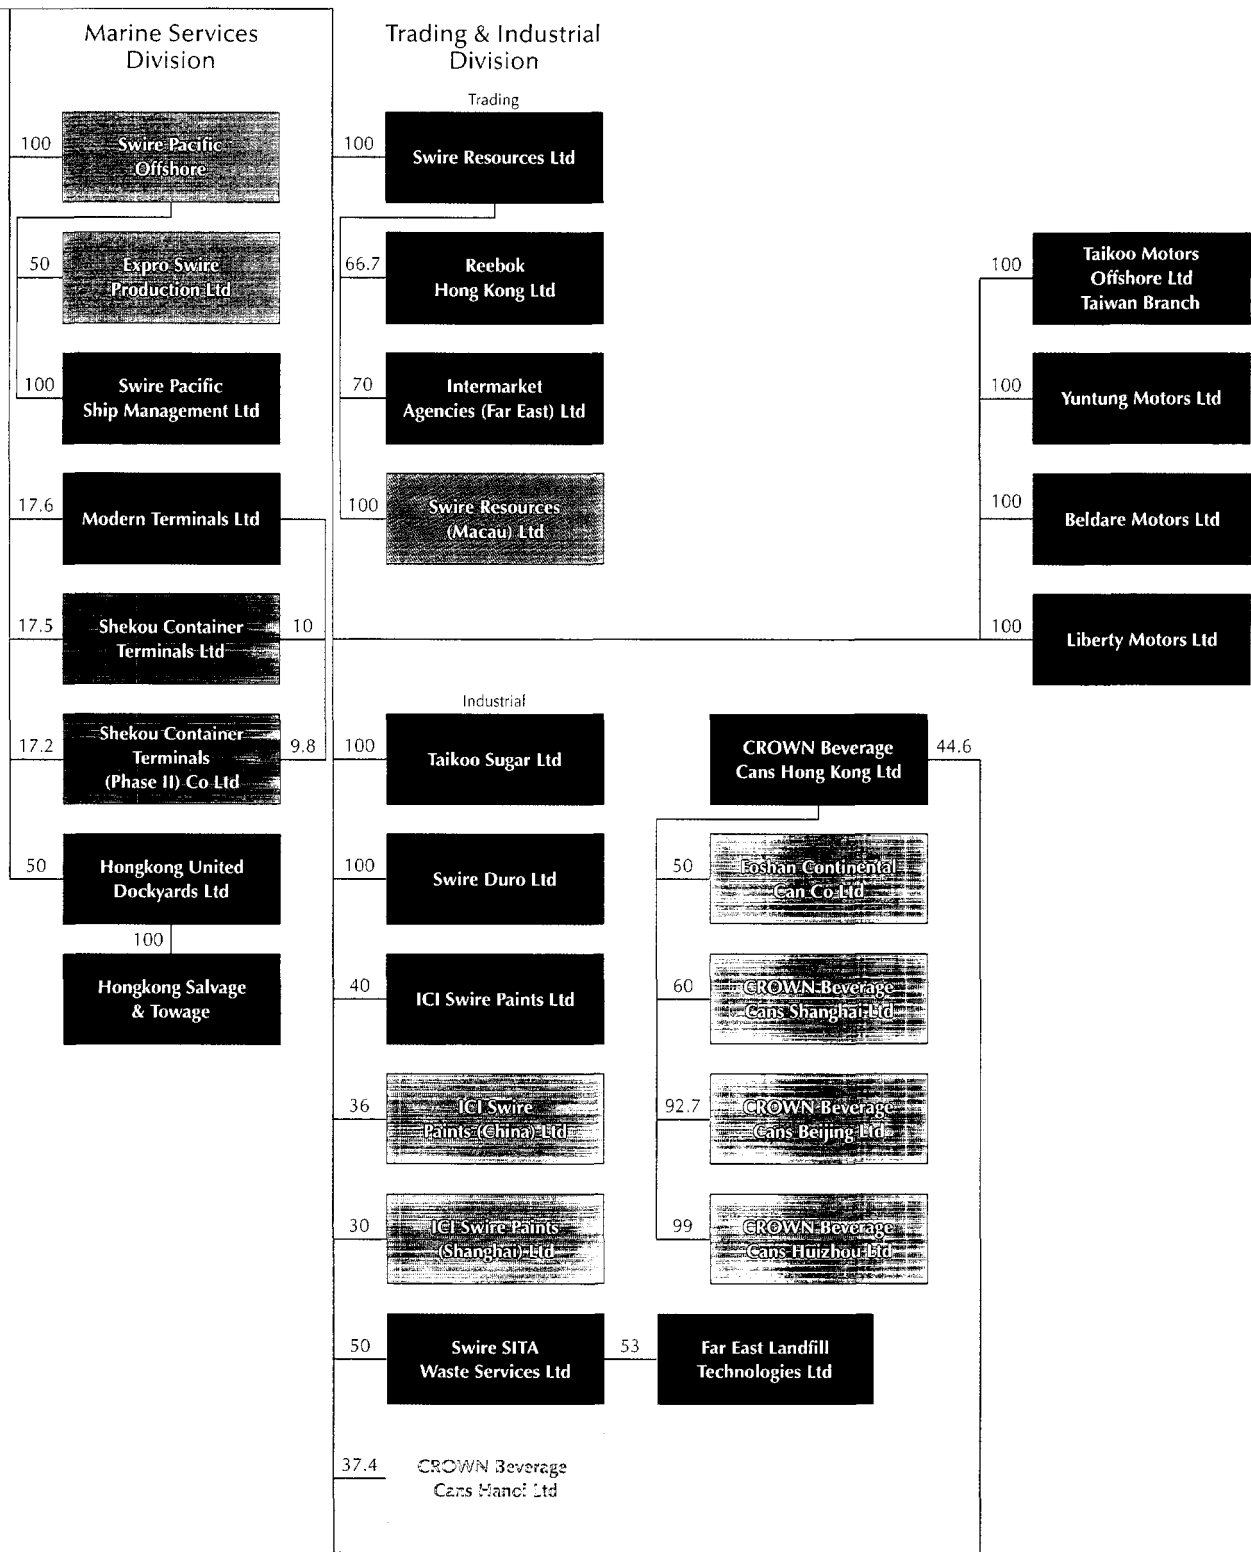 Marine Services
Division
100
Swire Pacific
Offshore
50
Expro Swire
Production Ltd
100
Swire Pacific
Ship Management Ltd
17.6
Modern Terminals Ltd
17.5
Shekou Container
Terminals Ltd
10
17.2
Shekou Container
Terminals
(Phase II) Co Ltd
9.8
50
Hongkong United
Dockyards Ltd
100
Hongkong Salvage
& Towage
Trading & Industrial
Division
Trading
100
Swire Resources Ltd
66.7
Reebok
Hong Kong Ltd
70
Intermarket
Agencies (Far East) Ltd
100
Swire Resources
(Macau) Ltd
100
Taikoo Motors
Offshore Ltd
Taiwan Branch
100
Yuntung Motors Ltd
100
Beldare Motors Ltd
100
Liberty Motors Ltd
Industrial
100
Taikoo Sugar Ltd
100
Swire Duro Ltd
40
ICI Swire Paints Ltd
36
ICI Swire
Paints (China) Ltd
30
ICI Swire Paints
(Shanghai) Ltd
50
Swire SITA
Waste Services Ltd
53
Far East Landfill
Technologies Ltd
37.4
CROWN Beverage
Cans Hanoi Ltd
CROWN Beverage
Cans Hong Kong Ltd
44.6
50
Foshan Continental
Can Co Ltd
60
CROWN Beverage
Cans Shanghai Ltd
92.7
CROWN Beverage
Cans Beijing Ltd
99
CROWN Beverage
Cans Huizhou Ltd